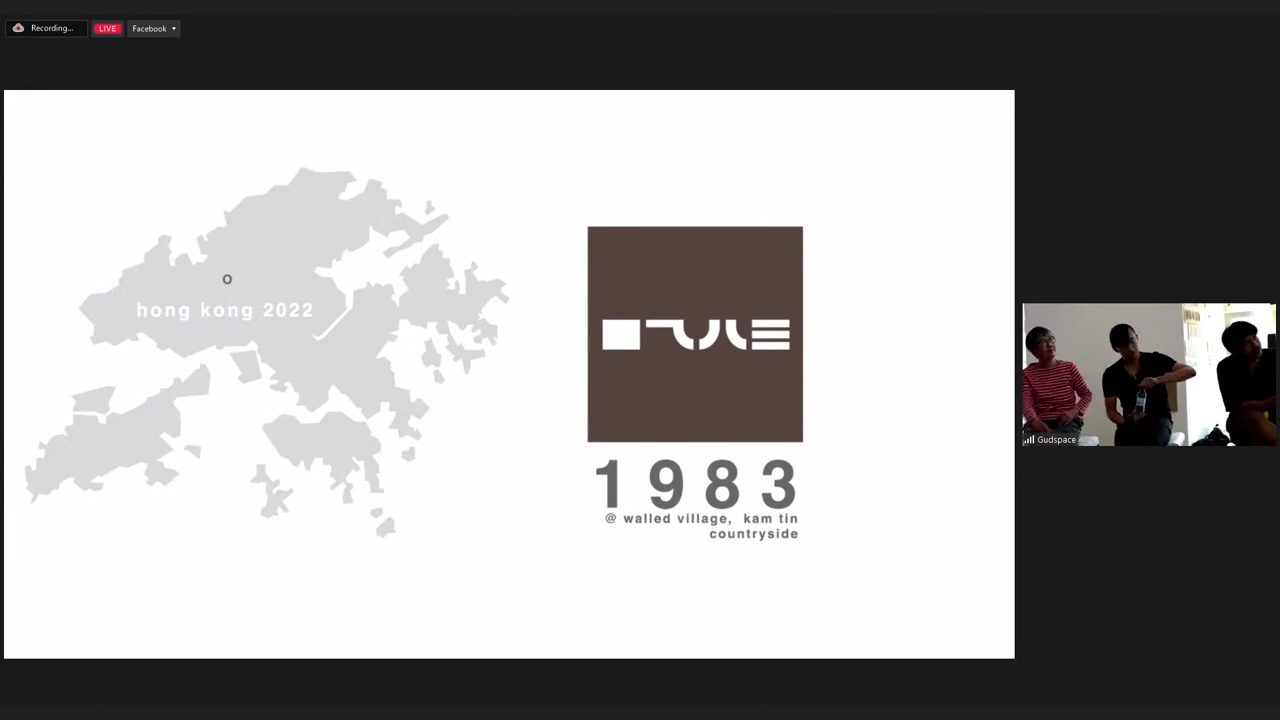 Recording...
LIVE
Facebook
o
hong kong 2022
1983
@ walled village, kam tin
countryside
Gudspace